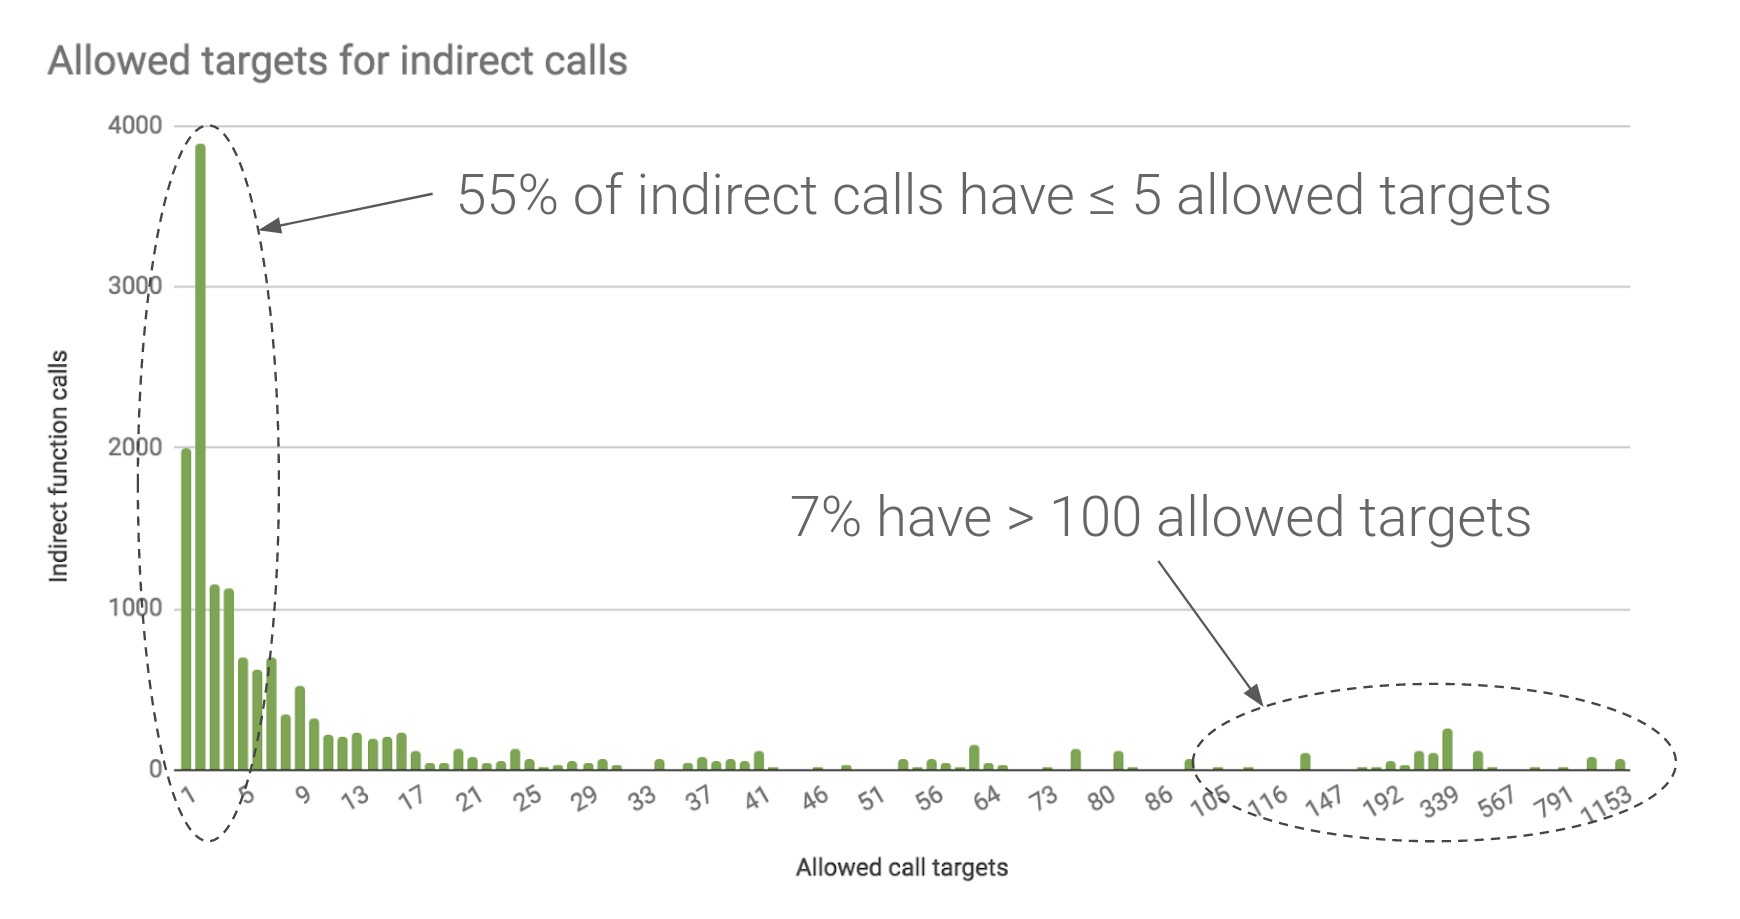 Allowed targets for indirect calls
4000
55% of indirect calls have ≤ 5 allowed targets
3000
Indirect function calls
2000
7% have > 100 allowed targets
1000
0
1 5 9 13 17 21 25 29 33 37 41 46 51 56 64 73 80 86 105 116 147 192 339 567 791 1153
Allowed call targets